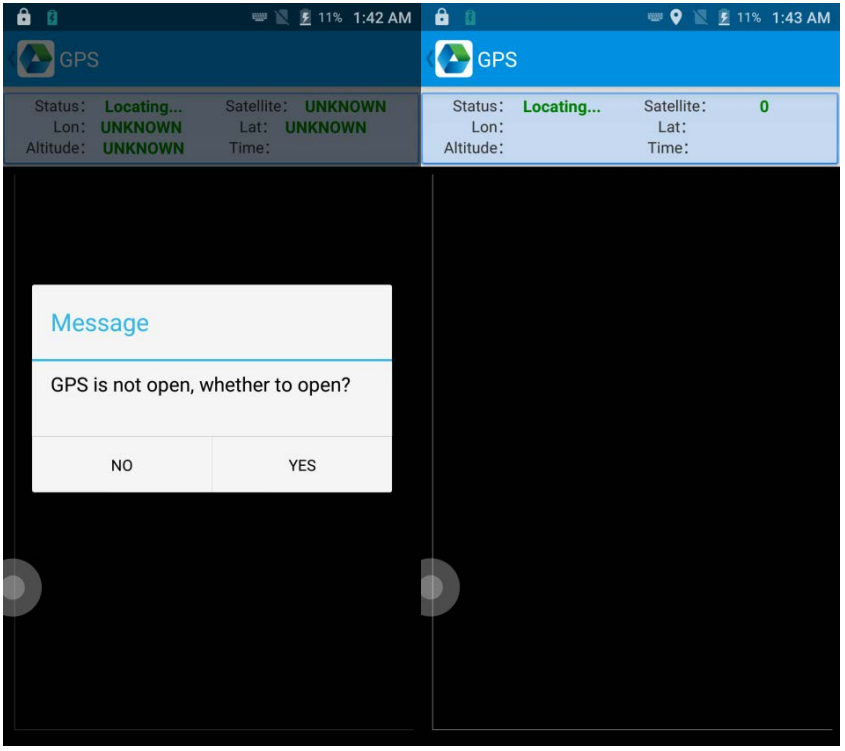 11% 1:42 AM
GPS
Status: Locating... Satellite: UNKNOWN
Lon: UNKNOWN Lat: UNKNOWN
Altitude: UNKNOWN Time:
Message
GPS is not open, whether to open?
NO YES
11% 1:43 AM
GPS
Status: Locating... Satellite: 0
Lon: Lat:
Altitude: Time: